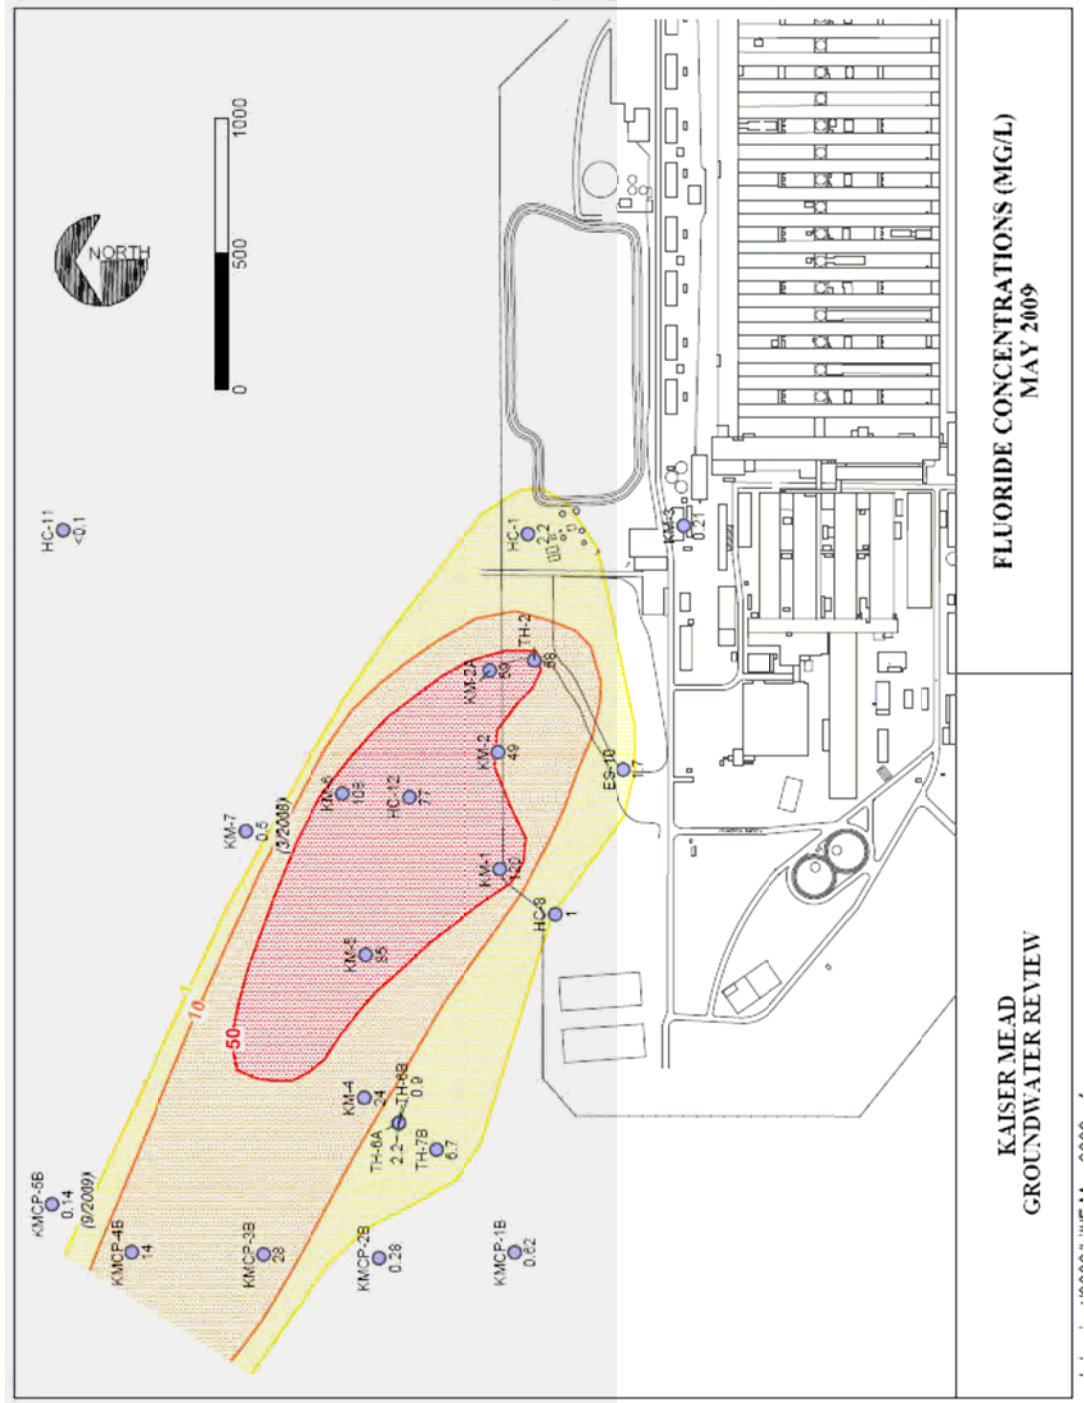 NORTH
0
500
1000
HC-11
<0.1
HC-1
2.2
KM-3
0.21
TH-2
68
KM-2A
59
KM-2
49
ES-10
1.7
KM-6
108
HC-12
77
KM-7
0.5
(3/2008)
KM-1
120
HC-8
1
KM-5
85
1
10
50
KM-4
24
TH-6B
0.9
TH-6A
2.2
TH-7B
6.7
KMCP-5B
0.14
(9/2009)
KMCP-4B
14
KMCP-3B
28
KMCP-2B
0.28
KMCP-1B
0.62
KAISER MEAD
GROUNDWATER REVIEW
FLUORIDE CONCENTRATIONS (MG/L)
MAY 2009